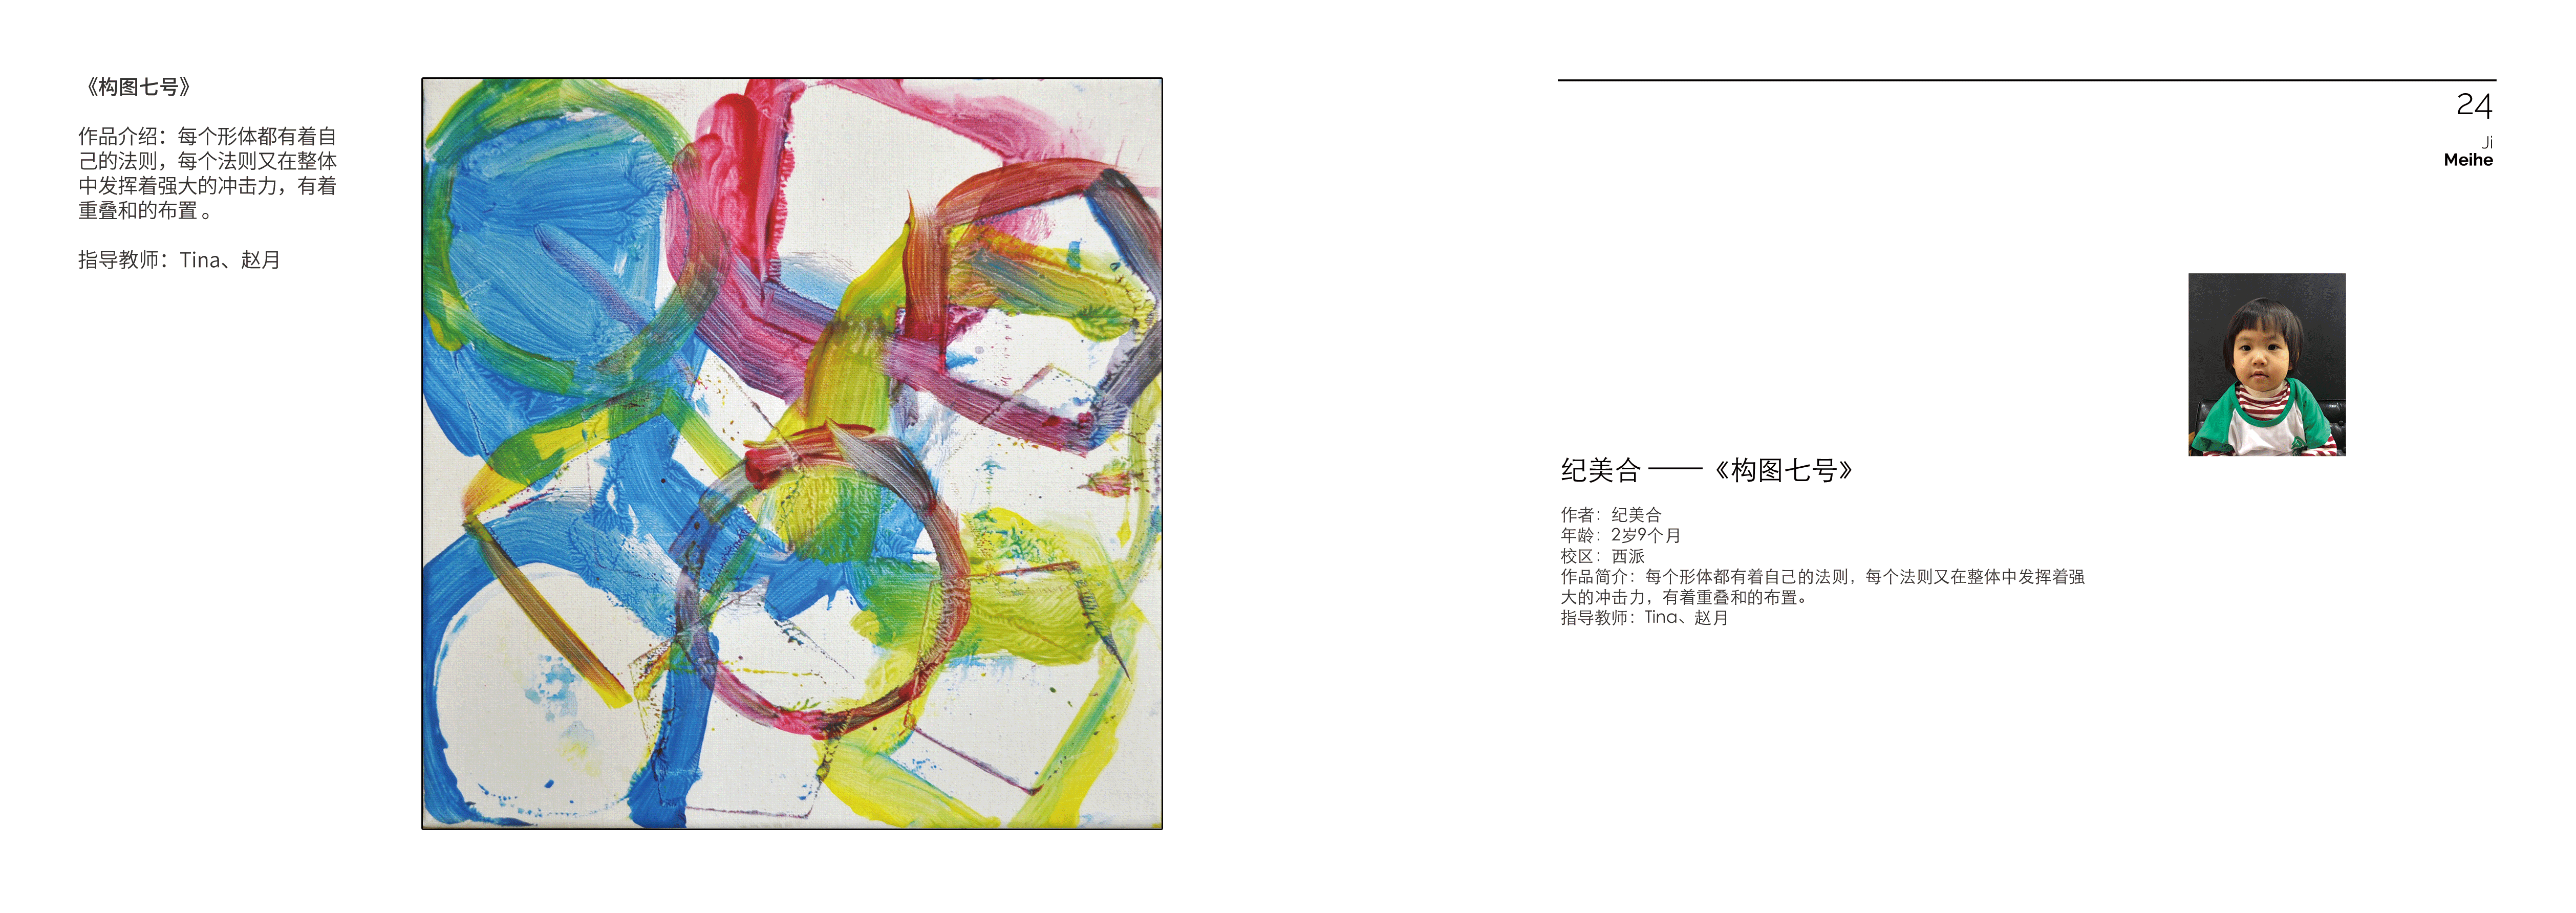 《构图七号》
作品介绍：每个形体都有着自
己的法则，每个法则又在整体
中发挥着强大的冲击力，有着
重叠和的布置。
指导教师：Tina、赵月
24
Ji
Meihe
纪美合——《构图七号》
作者：纪美合
年龄：2岁9个月
校区：西派
作品简介：每个形体都有着自己的法则，每个法则又在整体中发挥着强
大的冲击力，有着重叠和的布置。
指导教师：Tina、赵月